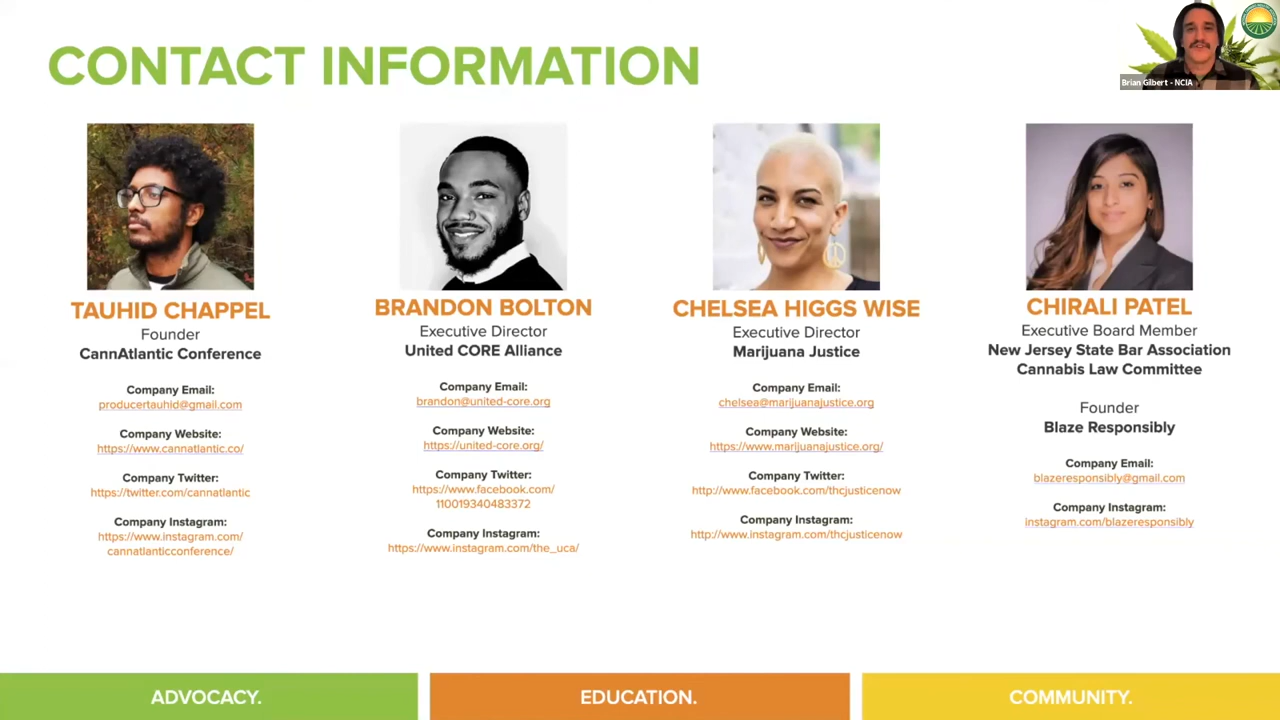 CONTACT INFORMATION
Brian Gilbert - NCIA
TAUHID CHAPPEL
Founder
CannAtlantic Conference
Company Email:
producertauhid@gmail.com
Company Website:
https://www.cannatlantic.co/
Company Twitter:
https://twitter.com/cannatlantic
Company Instagram:
https://www.instagram.com/
cannatlanticconference/
BRANDON BOLTON
Executive Director
United CORE Alliance
Company Email:
brandon@united-core.org
Company Website:
https://united-core.org/
Company Twitter:
https://www.facebook.com/
110019340483372
Company Instagram:
https://www.instagram.com/the_uca/
CHELSEA HIGGS WISE
Executive Director
Marijuana Justice
Company Email:
chelsea@marijuanajustice.org
Company Website:
https://www.marijuanajustice.org/
Company Twitter:
http://www.facebook.com/thcjusticenow
Company Instagram:
http://www.instagram.com/thcjusticenow
CHIRALI PATEL
Executive Board Member
New Jersey State Bar Association
Cannabis Law Committee
Founder
Blaze Responsibly
Company Email:
blazeresponsibly@gmail.com
Company Instagram:
instagram.com/blazeresponsibly
ADVOCACY.
EDUCATION.
COMMUNITY.